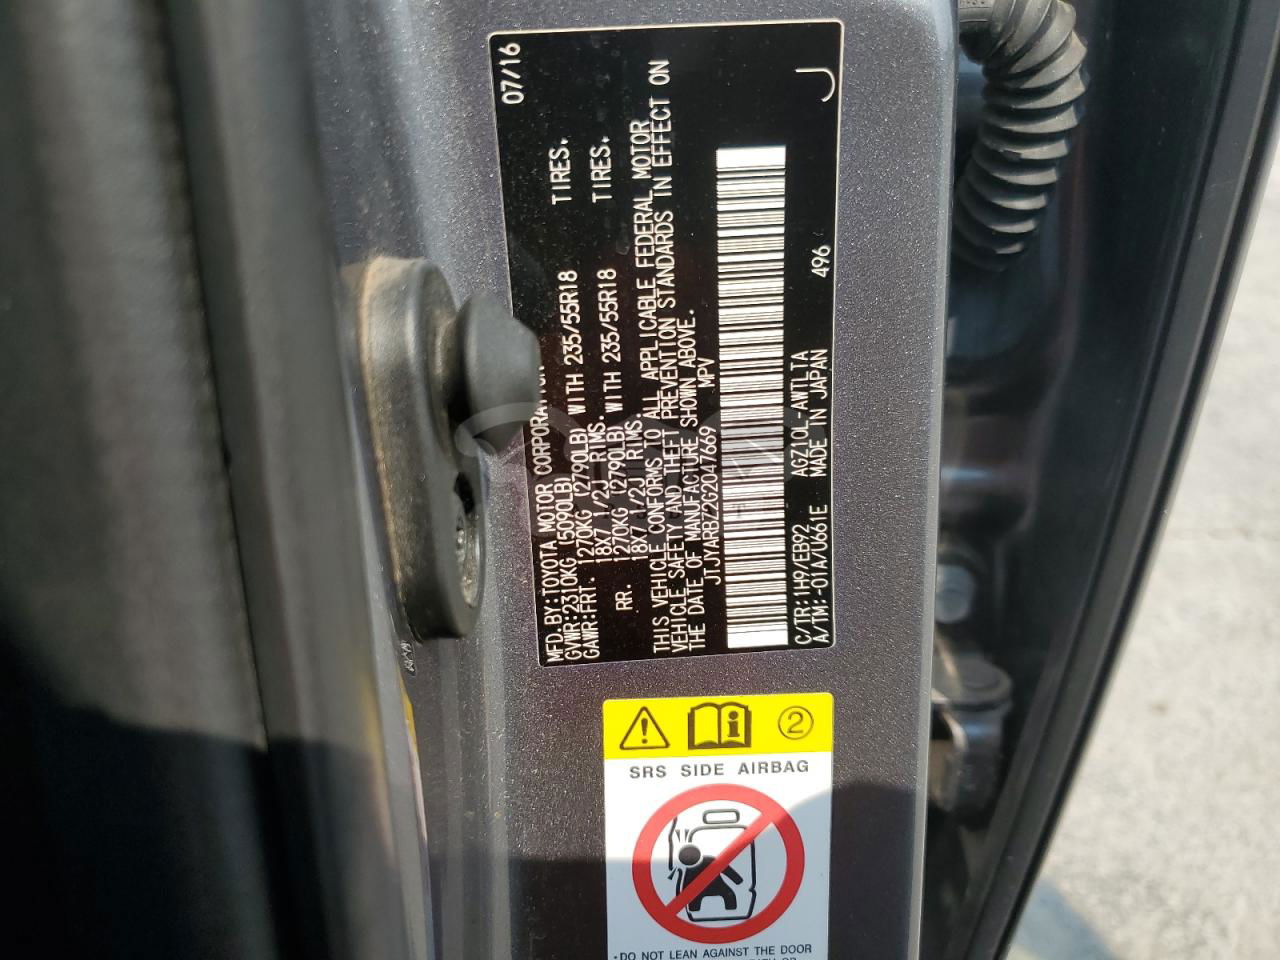 07/16
MFD.BY:TOYOTA MOTOR CORPORATION
GVWR:2310KG (5090LB)
GAWR:FRT. 1270KG (2790LB) WITH 235/55R18 TIRES.
18X7 1/2J RIMS.
RR. 1270KG (2790LB) WITH 235/55R18 TIRES.
18X7 1/2J RIMS.
THIS VEHICLE CONFORMS TO ALL APPLICABLE FEDERAL MOTOR
VEHICLE SAFETY AND THEFT PREVENTION STANDARDS IN EFFECT ON
THE DATE OF MANUFACTURE SHOWN ABOVE.
JTJYARBZ2G2047669 MPV
C/TR:1H9/EB92 AGZ10L-AWTLTA 496
A/TM:-01A/U661E MADE IN JAPAN J
2
SRS SIDE AIRBAG
·DO NOT LEAN AGAINST THE DOOR